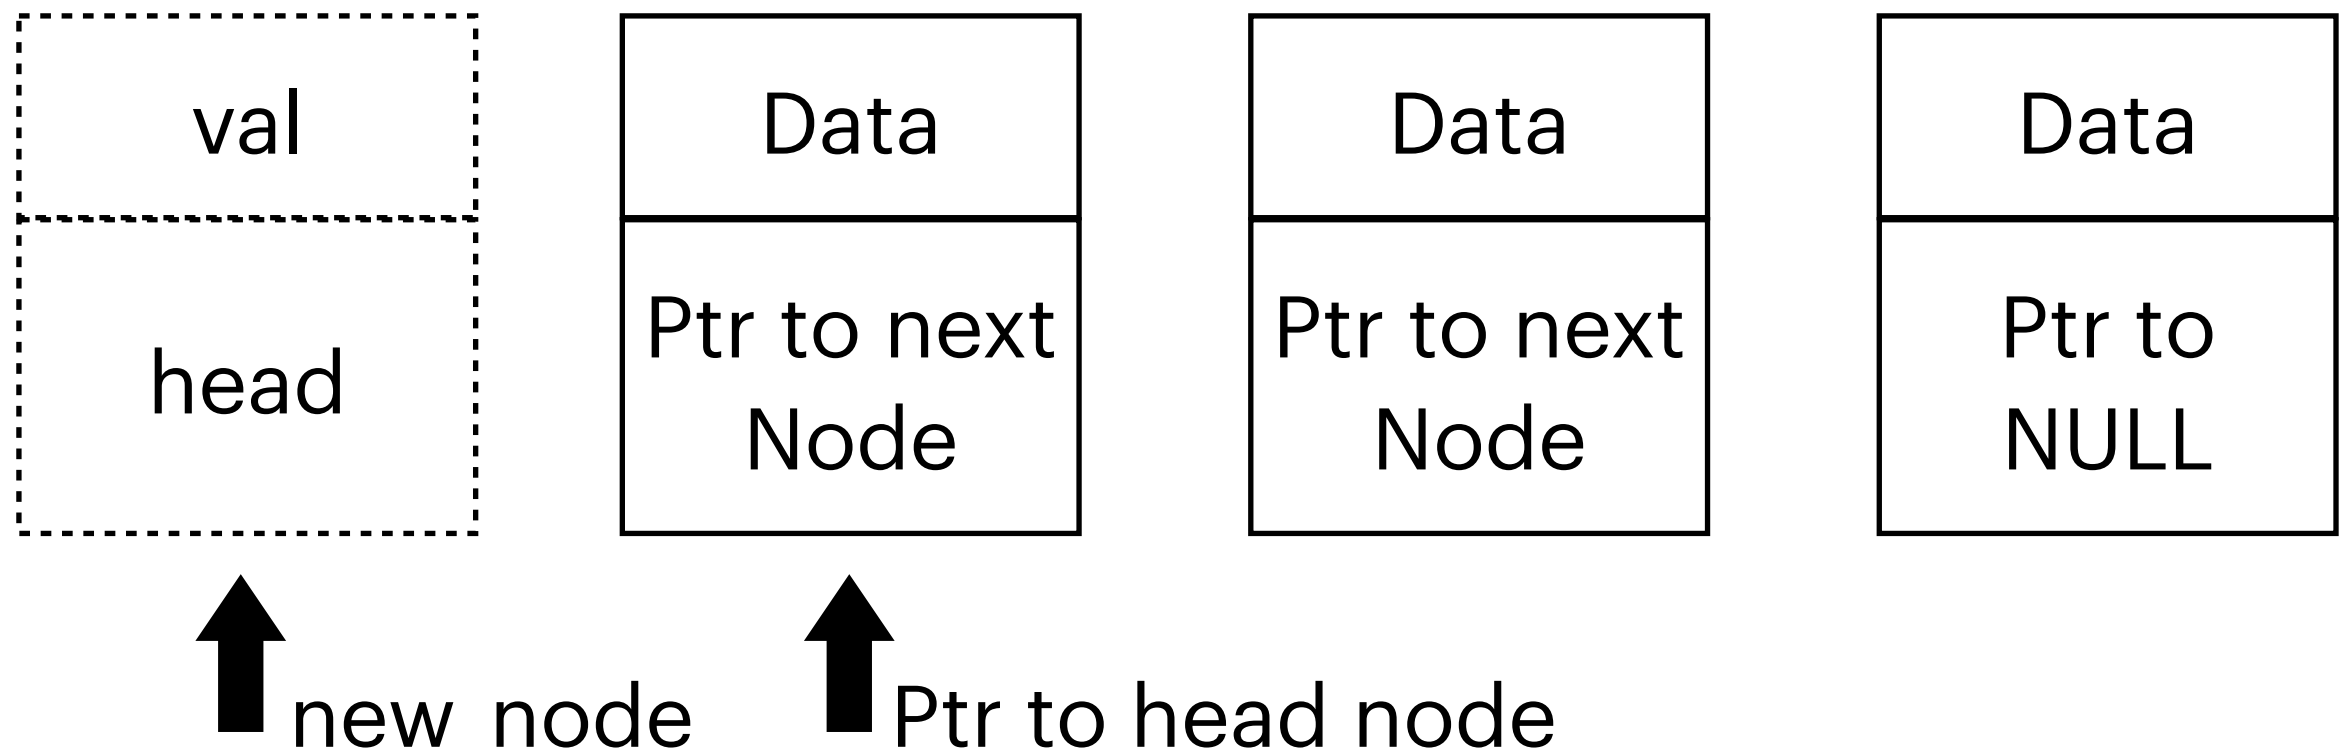 val
Data
Data
Data
head
Ptr to next
Node
Ptr to next
Node
Ptr to
NULL
new node
Ptr to head node